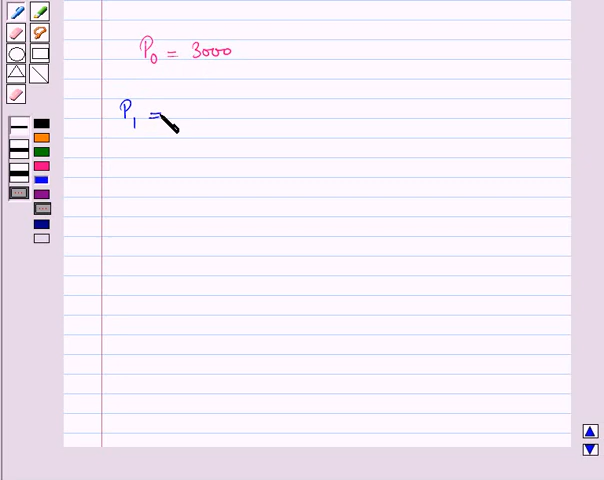 P₀ = 3000
P₁ =